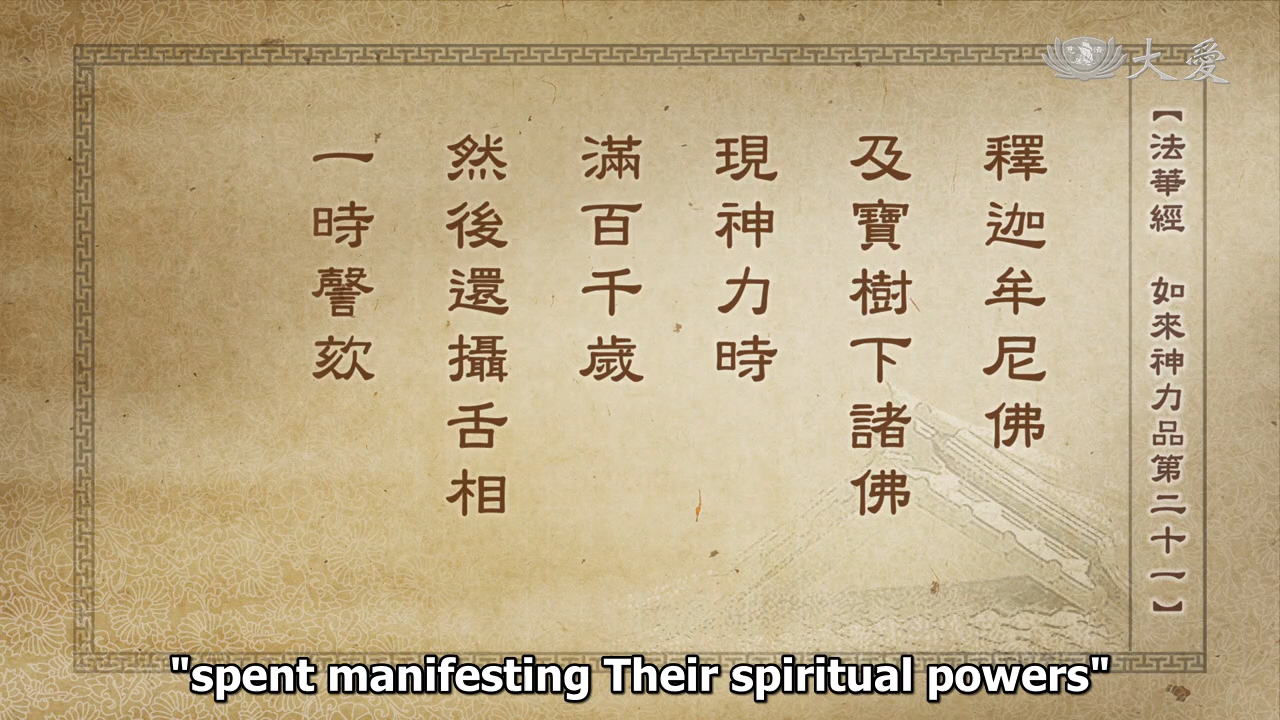 大愛
【法華經 如來神力品第二十一】
釋迦牟尼佛
及寶樹下諸佛
現神力時
滿百千歲
然後還攝舌相
一時謦欬
"spent manifesting Their spiritual powers"